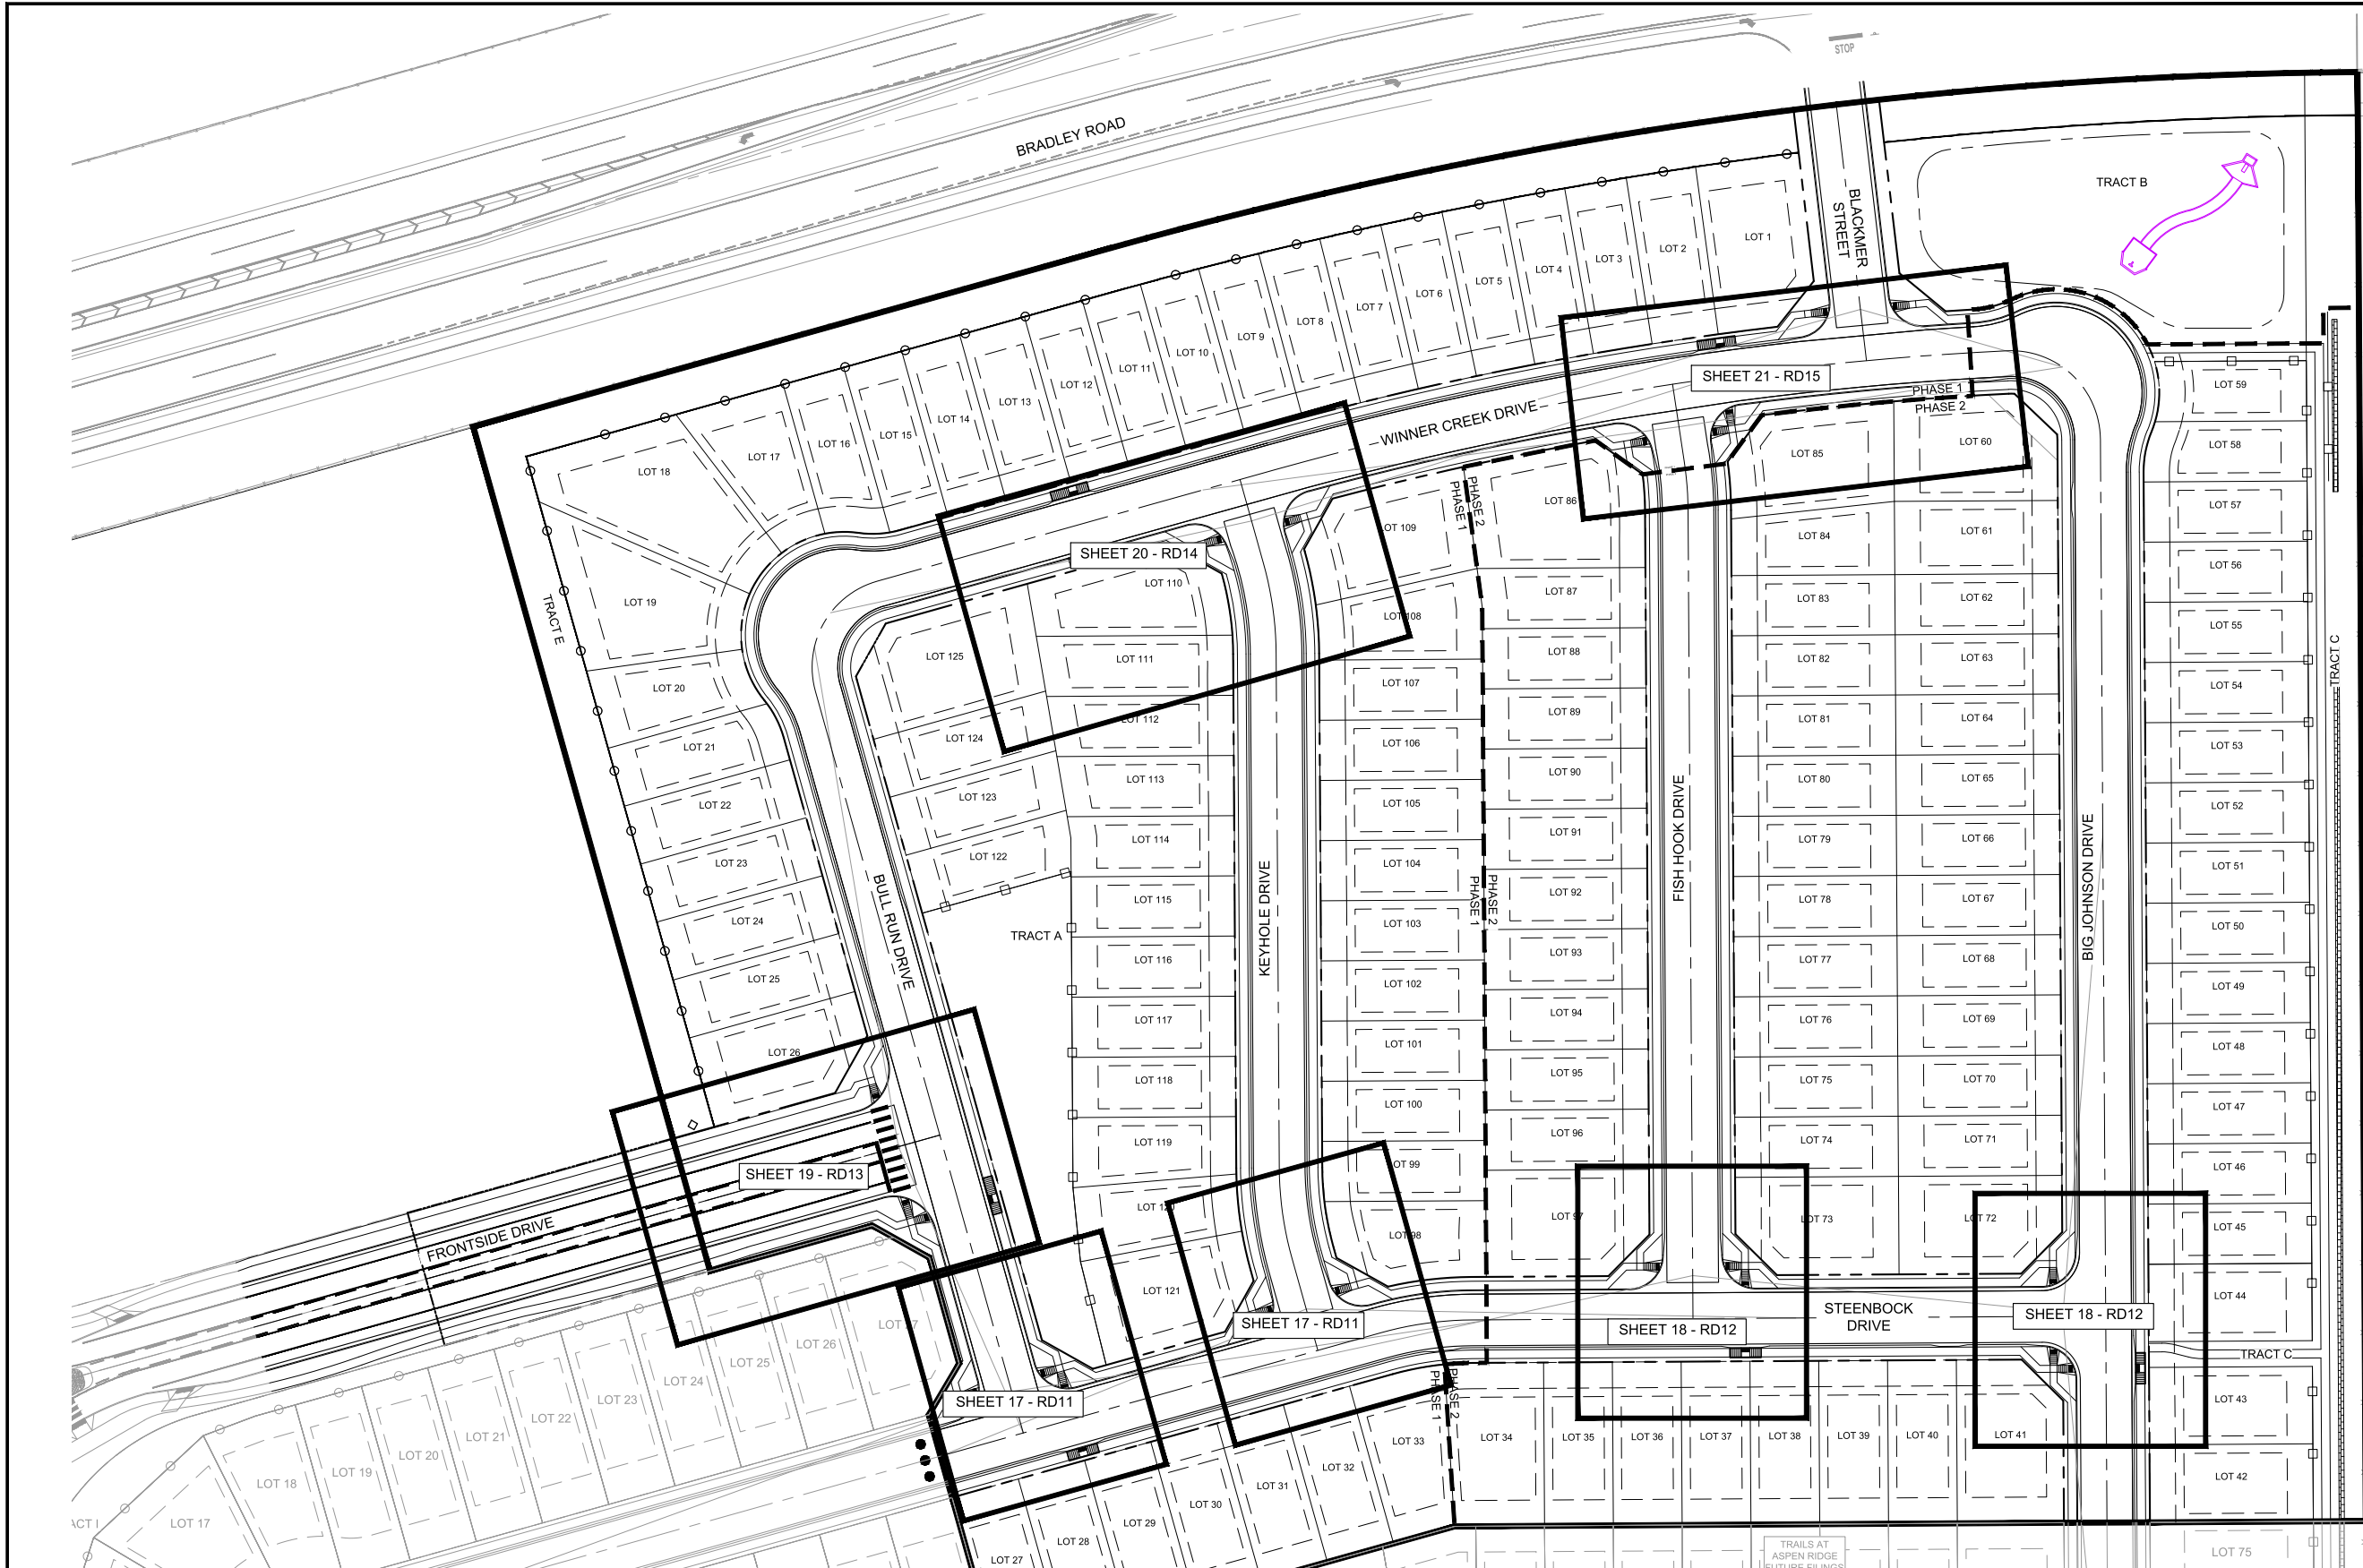 STOP
BRADLEY ROAD
BLACKMER
STREET
TRACT B
LOT 1
LOT 2
LOT 3
LOT 4
LOT 5
LOT 6
LOT 7
LOT 8
LOT 9
LOT 10
LOT 11
LOT 12
LOT 13
LOT 14
LOT 15
LOT 16
LOT 17
LOT 18
LOT 19
LOT 20
LOT 21
LOT 22
LOT 23
LOT 24
LOT 25
LOT 26
TRACT E
SHEET 21 - RD15
WINNER CREEK DRIVE
PHASE 1
PHASE 2
SHEET 20 - RD14
PHASE 2
PHASE 1
LOT 59
LOT 58
LOT 57
LOT 56
LOT 55
LOT 54
LOT 53
LOT 52
LOT 51
LOT 50
LOT 49
LOT 48
LOT 47
LOT 46
LOT 45
LOT 44
LOT 43
LOT 42
TRACT C
LOT 60
LOT 61
LOT 62
LOT 63
LOT 64
LOT 65
LOT 66
LOT 67
LOT 68
LOT 69
LOT 70
LOT 71
LOT 72
BIG JOHNSON DRIVE
LOT 85
LOT 84
LOT 83
LOT 82
LOT 81
LOT 80
LOT 79
LOT 78
LOT 77
LOT 76
LOT 75
LOT 74
LOT 73
FISH HOOK DRIVE
LOT 86
LOT 87
LOT 88
LOT 89
LOT 90
LOT 91
LOT 92
LOT 93
LOT 94
LOT 95
LOT 96
LOT 97
PHASE 2
PHASE 1
LOT 109
LOT 108
LOT 107
LOT 106
LOT 105
LOT 104
LOT 103
LOT 102
LOT 101
LOT 100
LOT 99
LOT 98
KEYHOLE DRIVE
LOT 110
LOT 111
LOT 112
LOT 113
LOT 114
LOT 115
LOT 116
LOT 117
LOT 118
LOT 119
LOT 120
LOT 121
LOT 125
LOT 124
LOT 123
LOT 122
TRACT A
BULL RUN DRIVE
SHEET 19 - RD13
FRONTSIDE DRIVE
SHEET 17 - RD11
SHEET 17 - RD11
SHEET 18 - RD12
STEENBOCK
DRIVE
SHEET 18 - RD12
TRACT C
PHASE 2
PHASE 1
LOT 27
LOT 26
LOT 25
LOT 24
LOT 23
LOT 22
LOT 21
LOT 20
LOT 19
LOT 18
LOT 17
ACT I
LOT 27
LOT 28
LOT 29
LOT 30
LOT 31
LOT 32
LOT 33
LOT 34
LOT 35
LOT 36
LOT 37
LOT 38
LOT 39
LOT 40
LOT 41
TRAILS AT
ASPEN RIDGE
FUTURE FILINGS
LOT 75